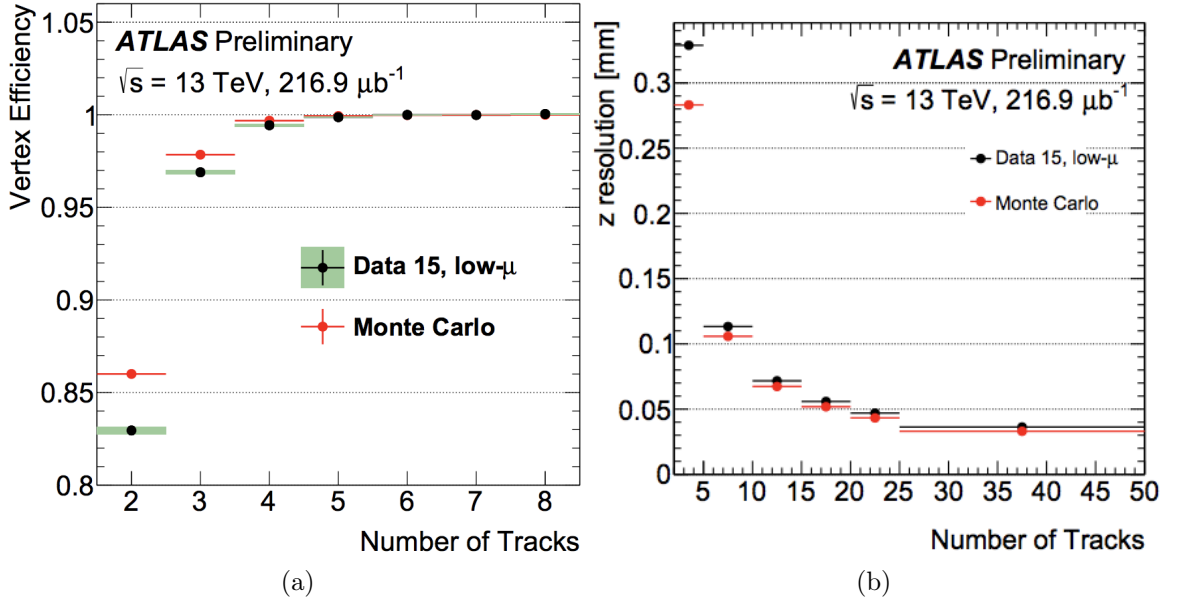 Vertex Efficiency
1.05
1
0.95
0.9
0.85
0.8
ATLAS Preliminary
√s = 13 TeV, 216.9 μb⁻¹
Data 15, low-μ
Monte Carlo
2 3 4 5 6 7 8
Number of Tracks
(a)
z resolution [mm]
0.3
0.25
0.2
0.15
0.1
0.05
0
ATLAS Preliminary
√s = 13 TeV, 216.9 μb⁻¹
Data 15, low-μ
Monte Carlo
5 10 15 20 25 30 35 40 45 50
Number of Tracks
(b)